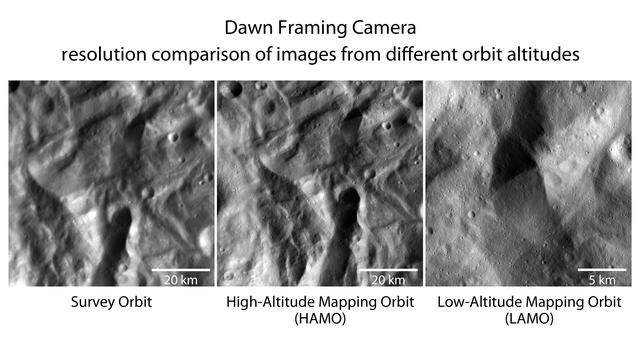 Dawn Framing Camera
resolution comparison of images from different orbit altitudes
20 km
20 km
5 km
Survey Orbit
High-Altitude Mapping Orbit
(HAMO)
Low-Altitude Mapping Orbit
(LAMO)